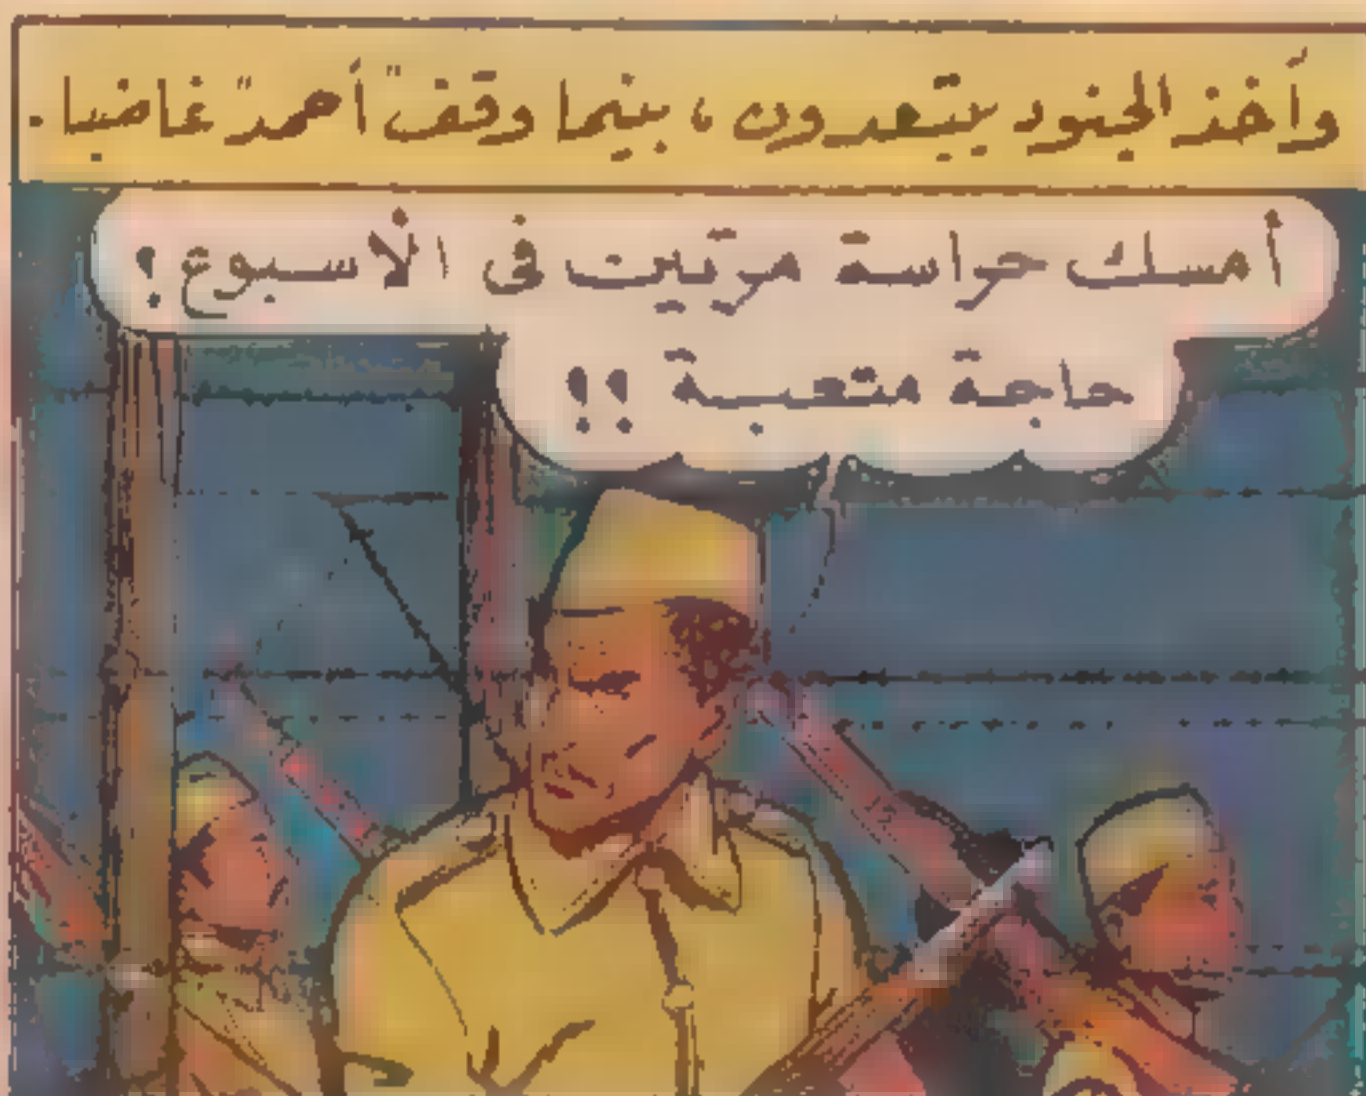 وأخذ الجنود يبتعدون ، بينما وقف " أحمد " غاضبا .
أمسك حراسة مرتين فى الأسبوع ؟
حاجة متعبة !!